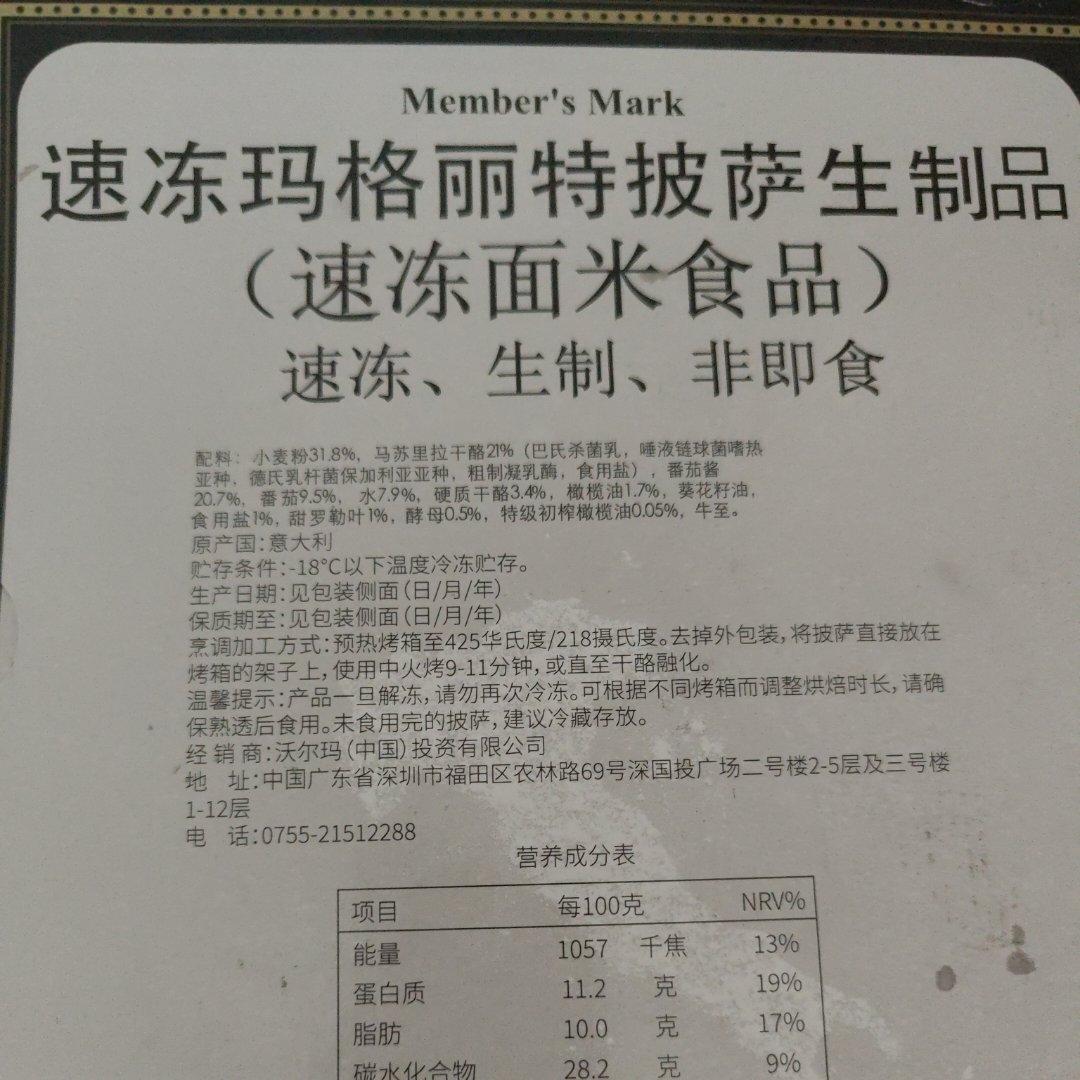 Member's Mark
速冻玛格丽特披萨生制品
（速冻面米食品）
速冻、生制、非即食
配料：小麦粉31.8%，马苏里拉干酪21%（巴氏杀菌乳，唾液链球菌嗜热
亚种，德氏乳杆菌保加利亚亚种，粗制凝乳酶，食用盐），番茄酱
20.7%，番茄9.5%，水7.9%，硬质干酪3.4%，橄榄油1.7%，葵花籽油，
食用盐1%，甜罗勒叶1%，酵母0.5%，特级初榨橄榄油0.05%，牛至。
原产国：意大利
贮存条件：-18°C以下温度冷冻贮存。
生产日期：见包装侧面（日/月/年）
保质期至：见包装侧面（日/月/年）
烹调加工方式：预热烤箱至425华氏度/218摄氏度。去掉外包装，将披萨直接放在
烤箱的架子上，使用中火烤9-11分钟，或直至干酪融化。
温馨提示：产品一旦解冻，请勿再次冷冻。可根据不同烤箱而调整烘焙时长，请确
保熟透后食用。未食用完的披萨，建议冷藏存放。
经 销 商：沃尔玛（中国）投资有限公司
地 址：中国广东省深圳市福田区农林路69号深国投广场二号楼2-5层及三号楼
1-12层
电 话：0755-21512288
营养成分表
项目 每100克 NRV%
能量 1057 千焦 13%
蛋白质 11.2 克 19%
脂肪 10.0 克 17%
碳水化合物 28.2 克 9%